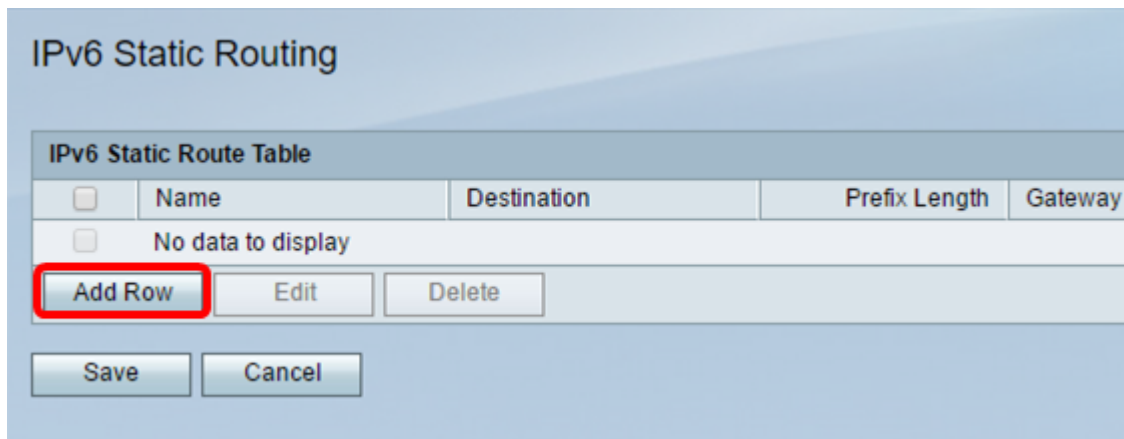 IPv6 Static Routing
IPv6 Static Route Table
Name Destination Prefix Length Gateway
No data to display
Add Row Edit Delete
Save Cancel